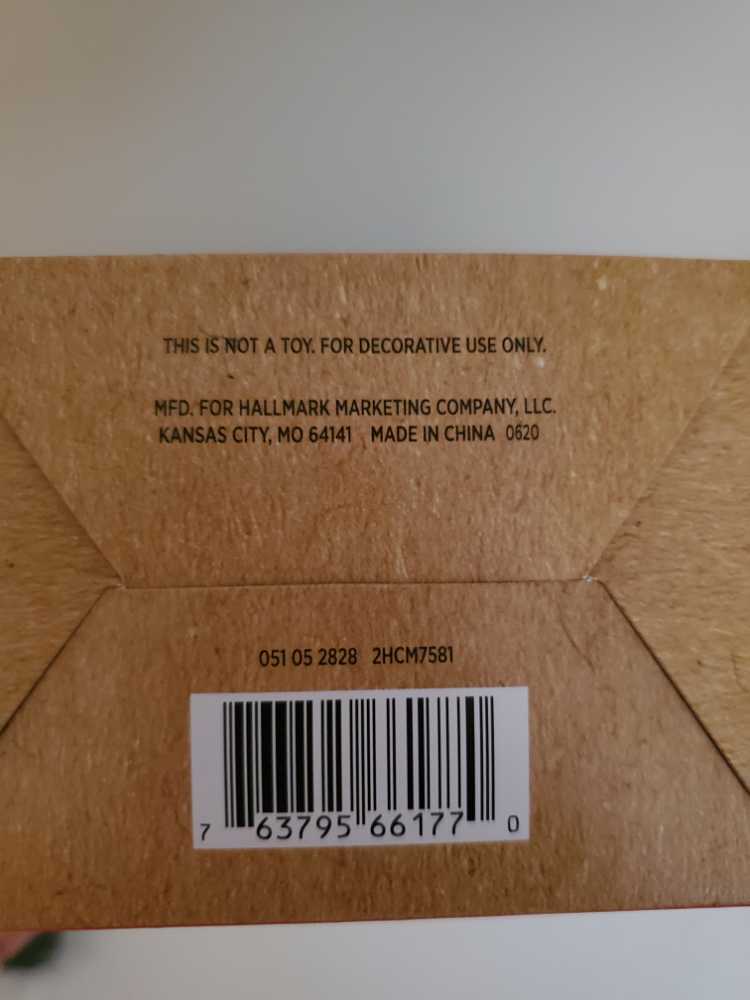 THIS IS NOT A TOY. FOR DECORATIVE USE ONLY.
MFD. FOR HALLMARK MARKETING COMPANY, LLC.
KANSAS CITY, MO 64141 MADE IN CHINA 0620
051 05 2828 2HCM7581
7 63795 66177 0